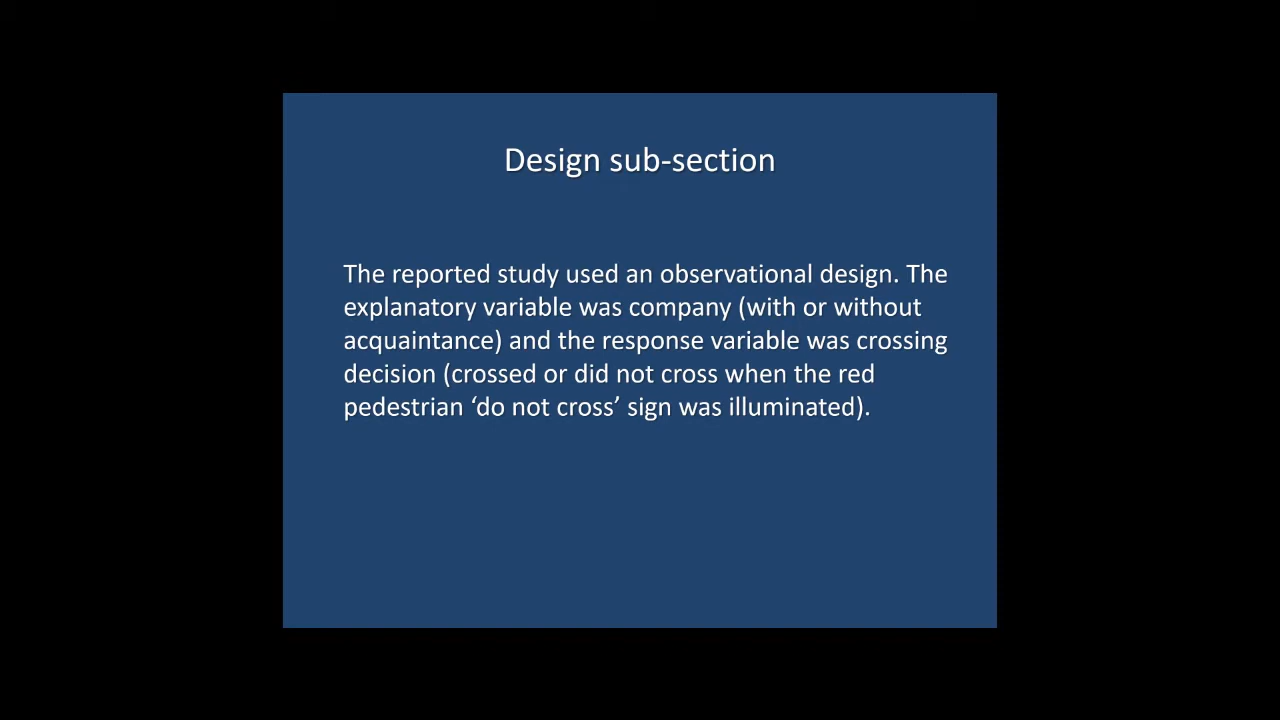 Design sub-section
The reported study used an observational design. The
explanatory variable was company (with or without
acquaintance) and the response variable was crossing
decision (crossed or did not cross when the red
pedestrian ‘do not cross’ sign was illuminated).